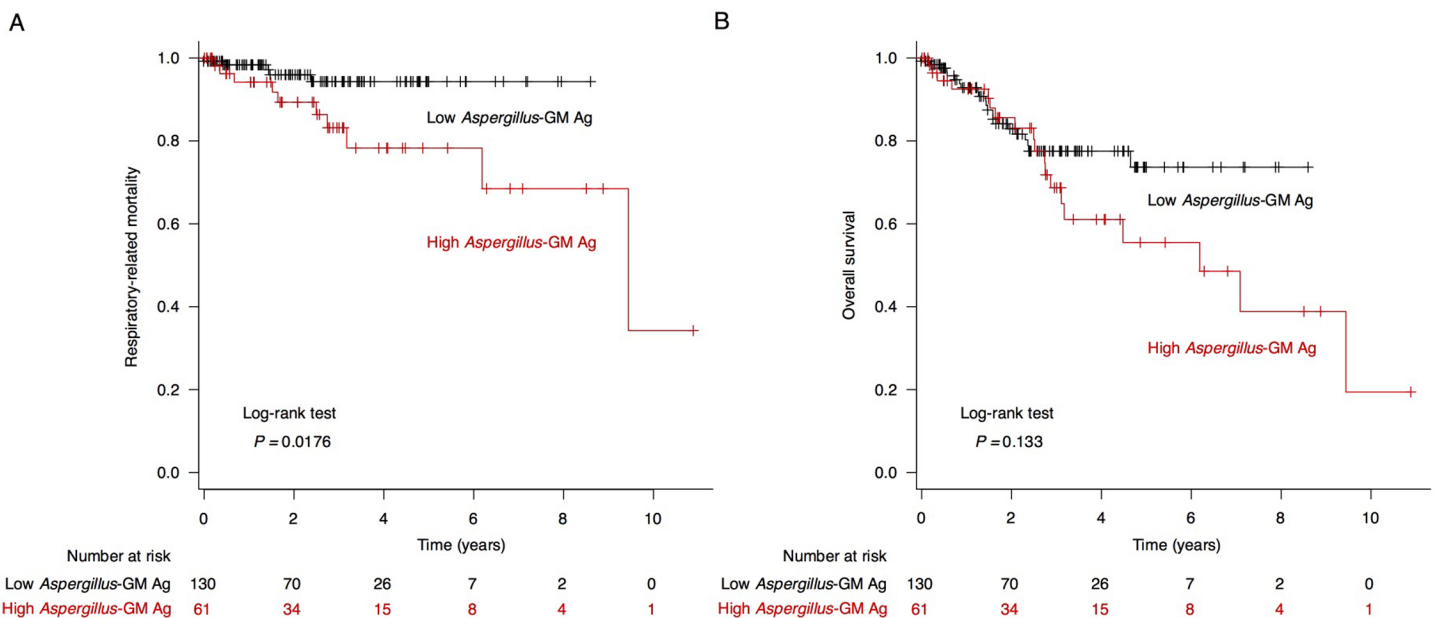 A
Respiratory-related mortality
1.0
0.8
0.6
0.4
0.2
0.0
Low Aspergillus-GM Ag
High Aspergillus-GM Ag
Log-rank test
P = 0.0176
0 2 4 6 8 10
Time (years)
Number at risk
Low Aspergillus-GM Ag 130 70 26 7 2 0
High Aspergillus-GM Ag 61 34 15 8 4 1
B
Overall survival
1.0
0.8
0.6
0.4
0.2
0.0
Low Aspergillus-GM Ag
High Aspergillus-GM Ag
Log-rank test
P = 0.133
0 2 4 6 8 10
Time (years)
Number at risk
Low Aspergillus-GM Ag 130 70 26 7 2 0
High Aspergillus-GM Ag 61 34 15 8 4 1